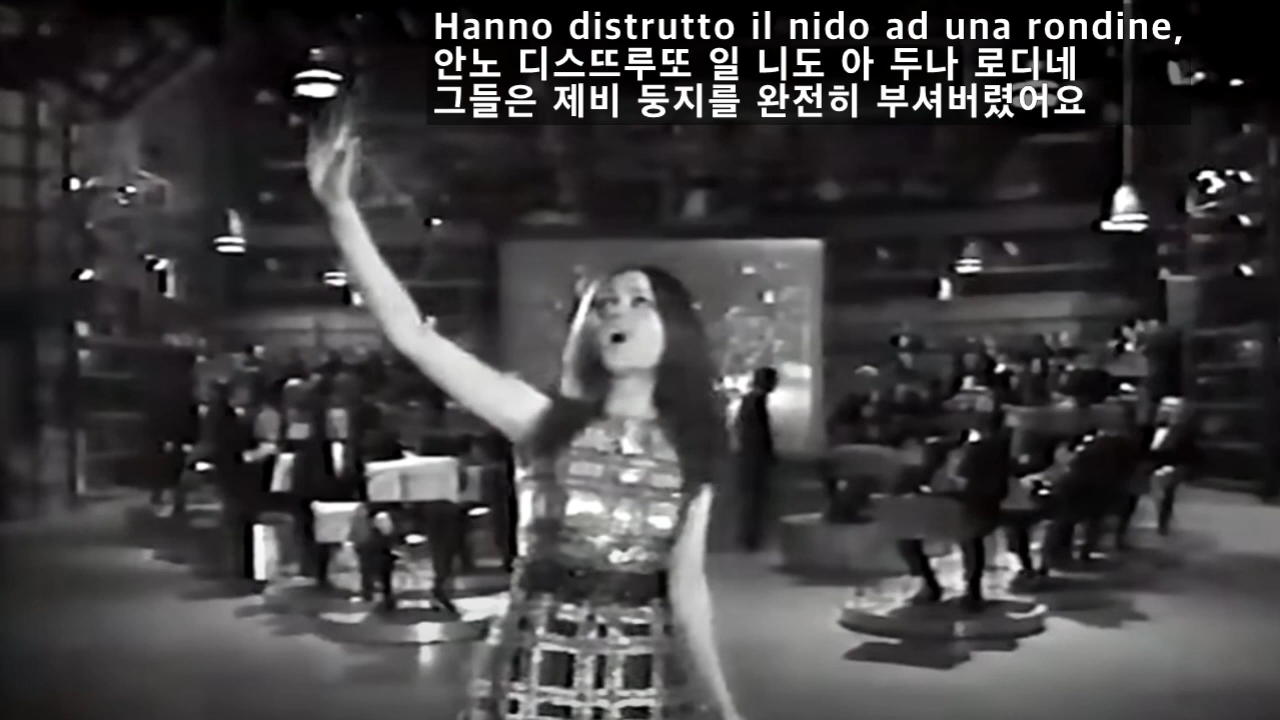 Hanno distrutto il nido ad una rondine,
안노 디스뜨루또 일 니도 아 두나 로디네
그들은 제비 둥지를 완전히 부셔버렸어요